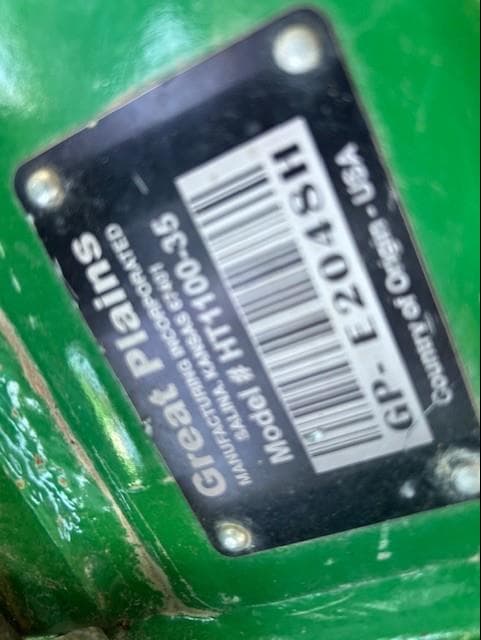 Great Plains
MANUFACTURING INCORPORATED
SALINA, KANSAS 67401
Model # HT1100-35
GP- E2048H
Country of Origin - USA